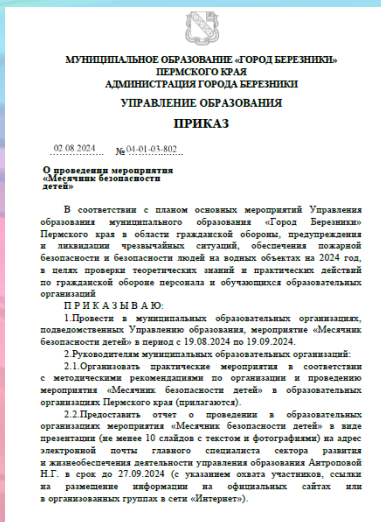 МУНИЦИПАЛЬНОЕ ОБРАЗОВАНИЕ «ГОРОД БЕРЕЗНИКИ»
ПЕРМСКОГО КРАЯ
АДМИНИСТРАЦИЯ ГОРОДА БЕРЕЗНИКИ
УПРАВЛЕНИЕ ОБРАЗОВАНИЯ
ПРИКАЗ
02.08.2024 № 04-01-03-802
О проведении мероприятия
«Месячник безопасности
детей»
В соответствии с планом основных мероприятий Управления
образования муниципального образования «Город Березники»
Пермского края в области гражданской обороны, предупреждения
и ликвидации чрезвычайных ситуаций, обеспечения пожарной
безопасности и безопасности людей на водных объектах на 2024 год,
в целях проверки теоретических знаний и практических действий
по гражданской обороне персонала и обучающихся образовательных
организаций
П Р И К А З Ы В А Ю:
1.Провести в муниципальных образовательных организациях,
подведомственных Управлению образования, мероприятие «Месячник
безопасности детей» в период с 19.08.2024 по 19.09.2024.
2.Руководителям муниципальных образовательных организаций:
2.1.Организовать практические мероприятия в соответствии
с методическими рекомендациями по организации и проведению
мероприятия «Месячник безопасности детей» в образовательных
организациях Пермского края (прилагаются).
2.2.Предоставить отчет о проведении в образовательных
организациях мероприятия «Месячник безопасности детей» в виде
презентации (не менее 10 слайдов с текстом и фотографиями) на адрес
электронной почты главного специалиста сектора развития
и жизнеобеспечения деятельности управления образования Антроповой
Н.Г. в срок до 27.09.2024 (с указанием охвата участников, ссылки
на размещение информации на официальных сайтах или
в организованных группах в сети «Интернет»).